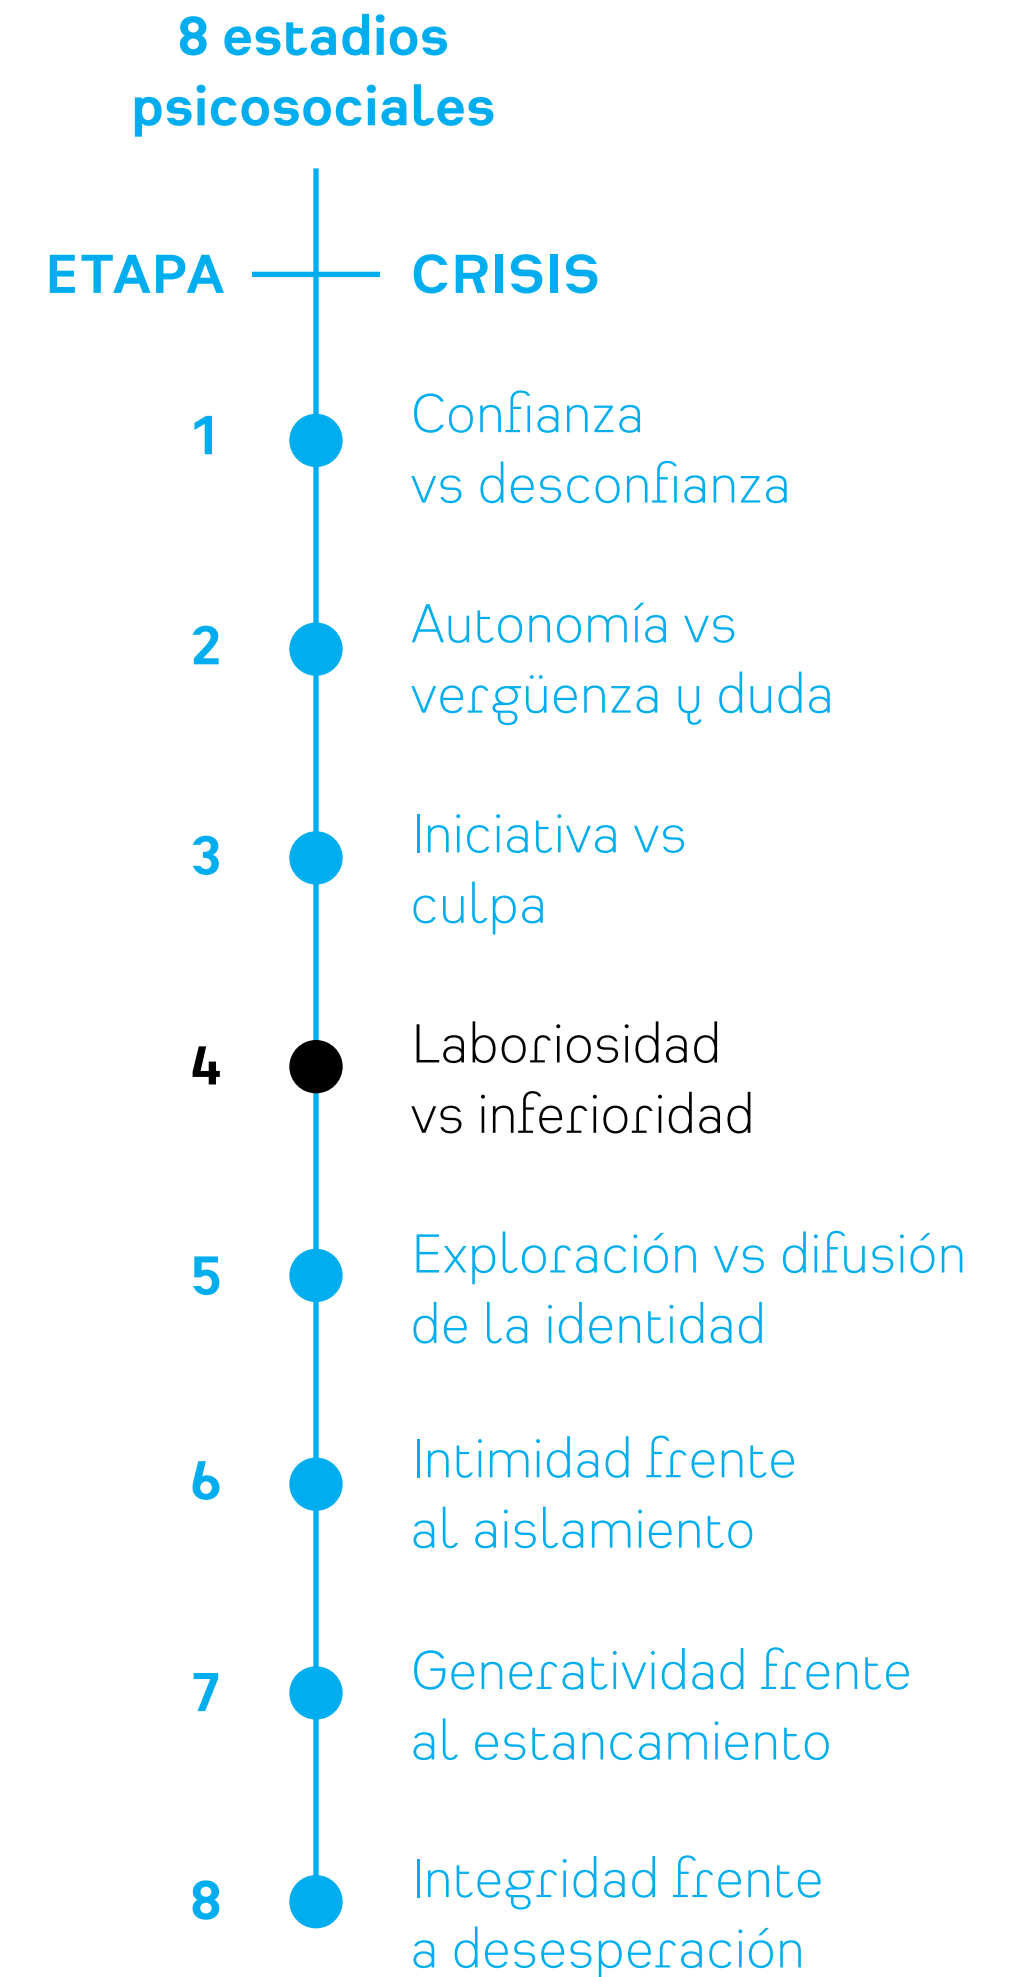 8 estadios
psicosociales
ETAPA CRISIS
1 Confianza
vs desconfianza
2 Autonomía vs
vergüenza y duda
3 Iniciativa vs
culpa
4 Laboriosidad
vs inferioridad
5 Exploración vs difusión
de la identidad
6 Intimidad frente
al aislamiento
7 Generatividad frente
al estancamiento
8 Integridad frente
a desesperación